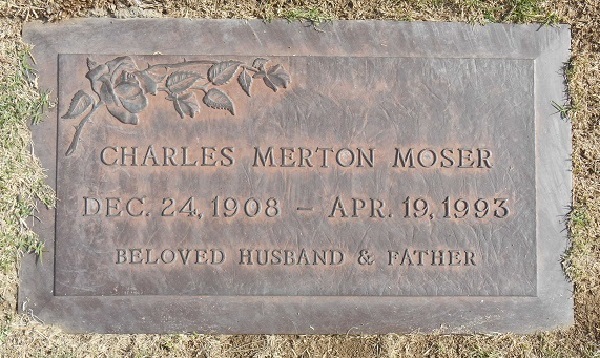 CHARLES MERTON MOSER
DEC. 24, 1908 – APR. 19, 1993
BELOVED HUSBAND & FATHER